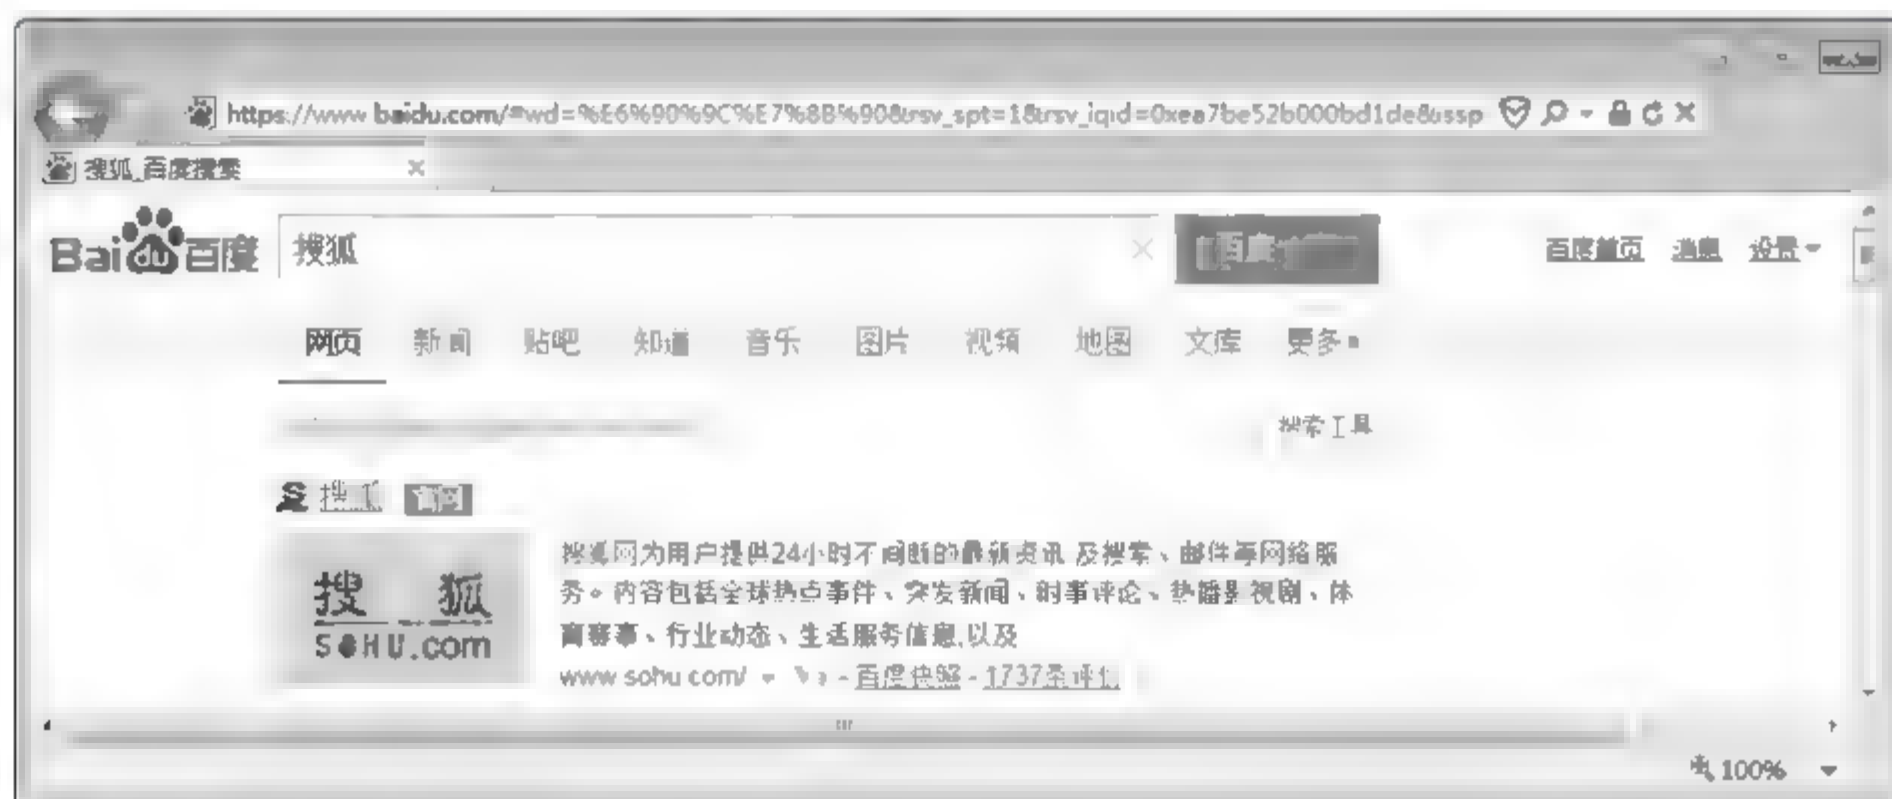 https://www.baidu.com/#wd=%E6%90%9C%E7%8B%90&rsv_spt=1&rsv_iqid=0xea7be52b000bd1de&issp
搜狐_百度搜索
Bai du 百度 搜狐 百度首页 消息 设置
网页 新闻 贴吧 知道 音乐 图片 视频 地图 文库 更多
搜索工具
搜狐 官网
搜狐网为用户提供24小时不间断的最新资讯,及搜索、邮件等网络服
务。内容包括全球热点事件、突发新闻、时事评论、热播影视剧、体
育赛事、行业动态、生活服务信息,以及
搜狐
SOHU.com
www.sohu.com/ - 百度快照 - 1737条评价
100%